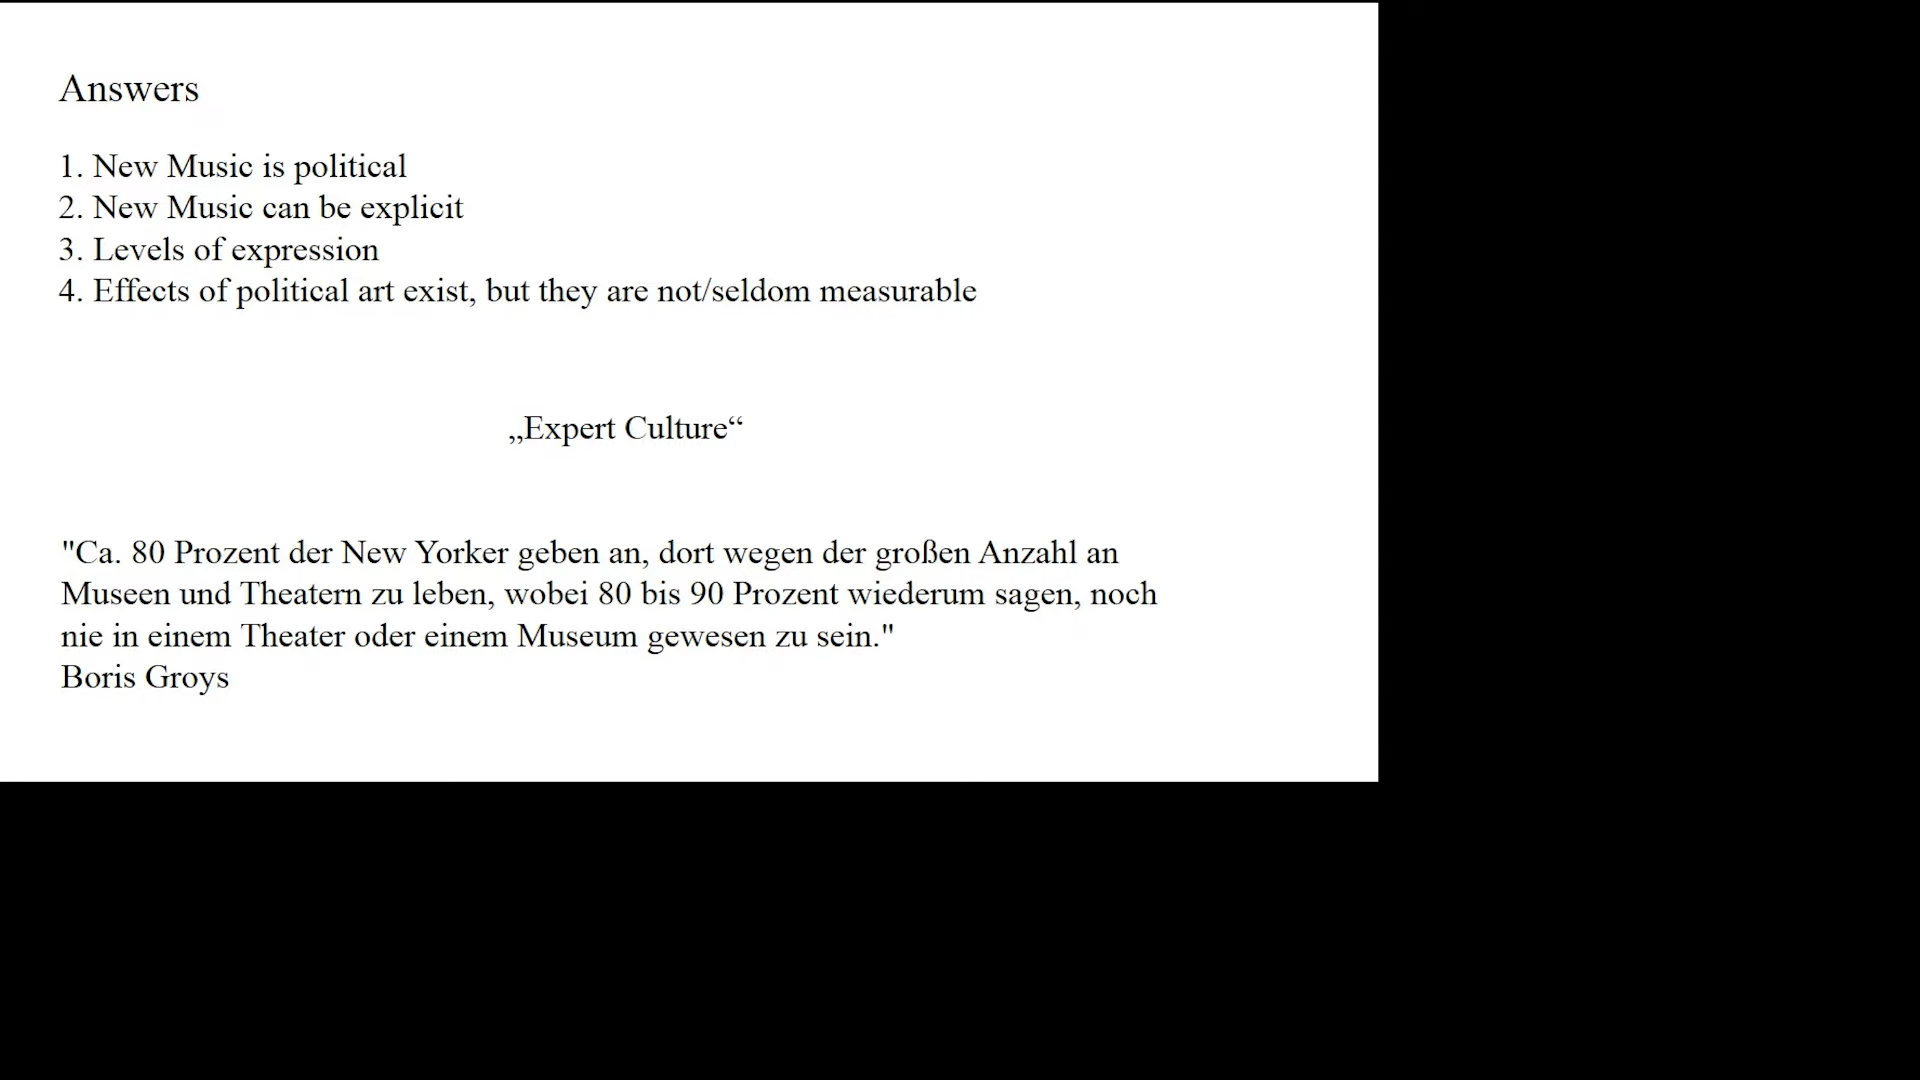 Answers
1. New Music is political
2. New Music can be explicit
3. Levels of expression
4. Effects of political art exist, but they are not/seldom measurable
„Expert Culture“
"Ca. 80 Prozent der New Yorker geben an, dort wegen der großen Anzahl an
Museen und Theatern zu leben, wobei 80 bis 90 Prozent wiederum sagen, noch
nie in einem Theater oder einem Museum gewesen zu sein."
Boris Groys